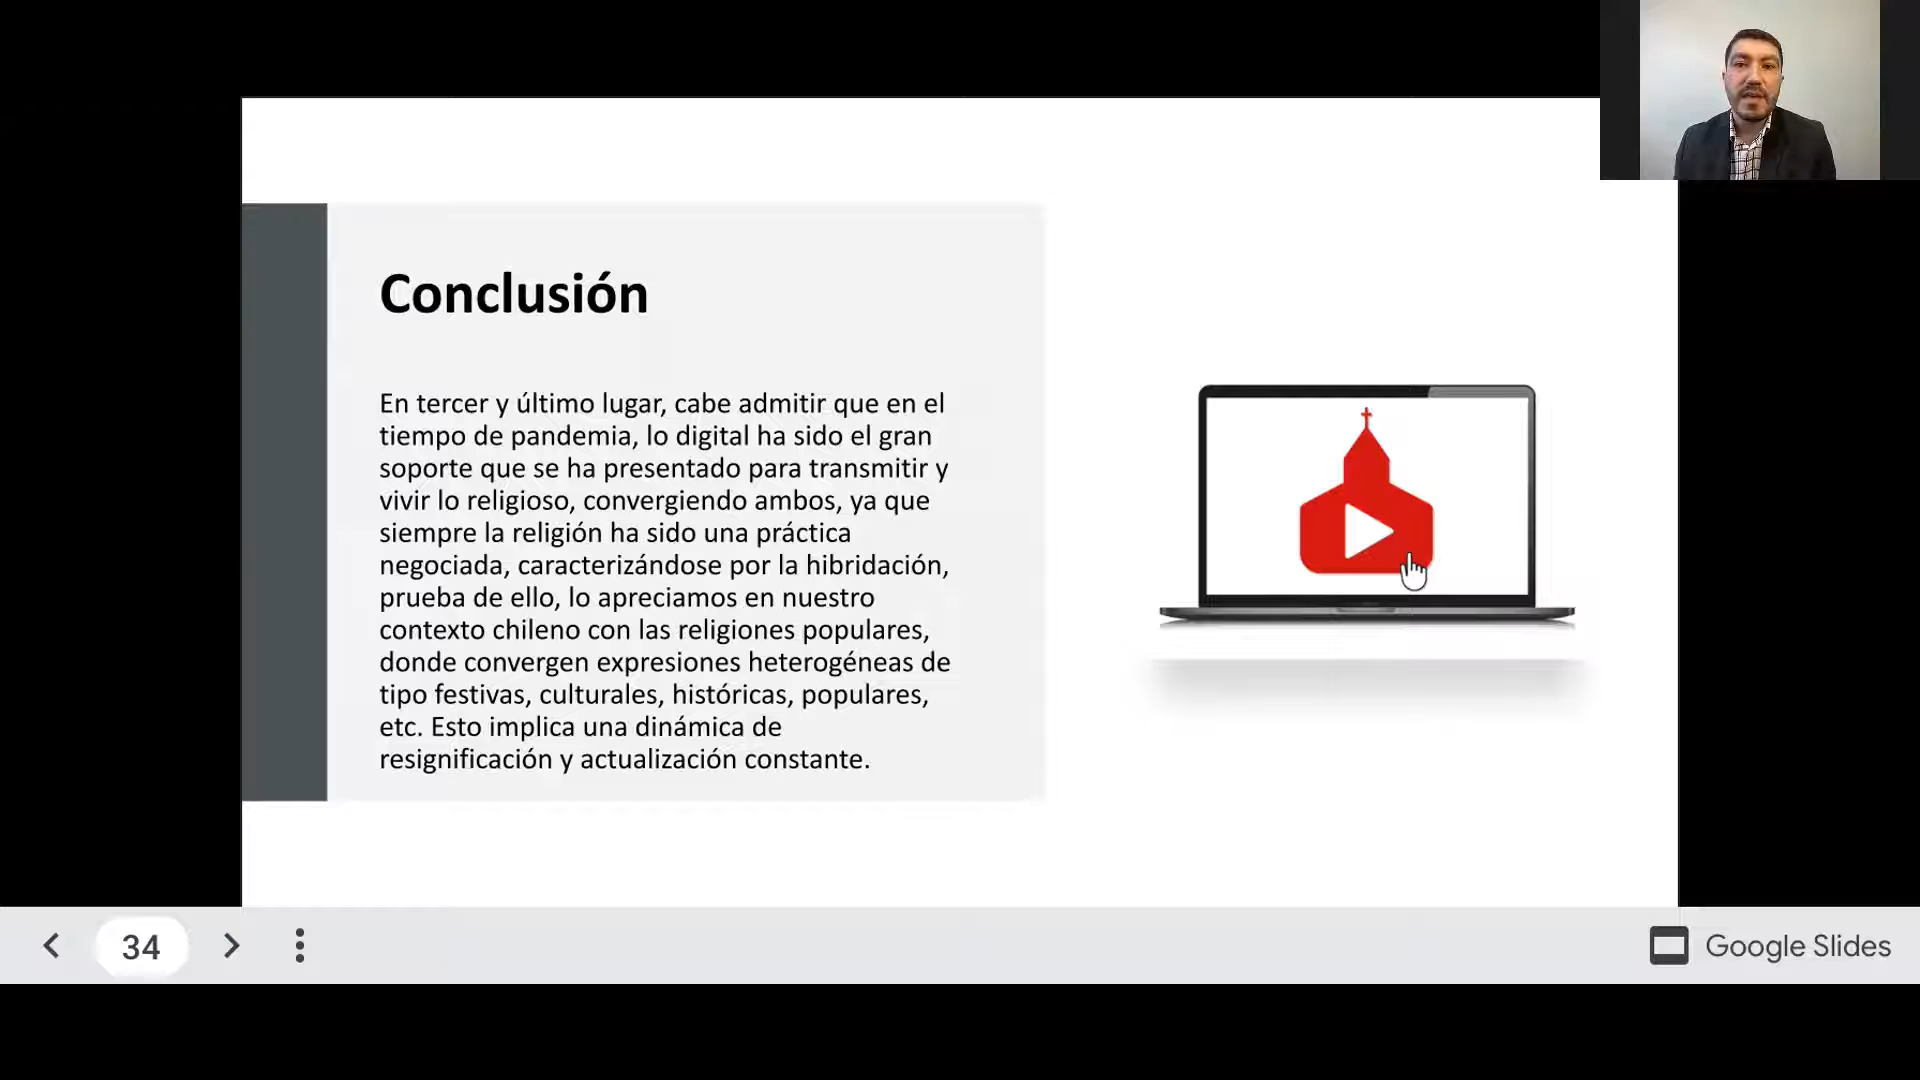 Conclusión
En tercer y último lugar, cabe admitir que en el
tiempo de pandemia, lo digital ha sido el gran
soporte que se ha presentado para transmitir y
vivir lo religioso, convergiendo ambos, ya que
siempre la religión ha sido una práctica
negociada, caracterizándose por la hibridación,
prueba de ello, lo apreciamos en nuestro
contexto chileno con las religiones populares,
donde convergen expresiones heterogéneas de
tipo festivas, culturales, históricas, populares,
etc. Esto implica una dinámica de
resignificación y actualización constante.
34
Google Slides